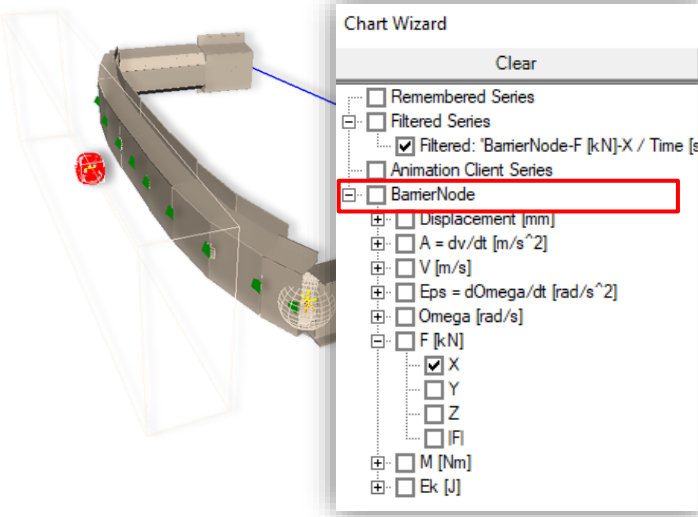 Chart Wizard
Clear
Remembered Series
Filtered Series
Filtered: 'BarrierNode-F [kN]-X / Time [s
Animation Client Series
BarrierNode
Displacement [mm]
A = dv/dt [m/s^2]
V [m/s]
Eps = dOmega/dt [rad/s^2]
Omega [rad/s]
F [kN]
X
Y
Z
|F|
M [Nm]
Ek [J]